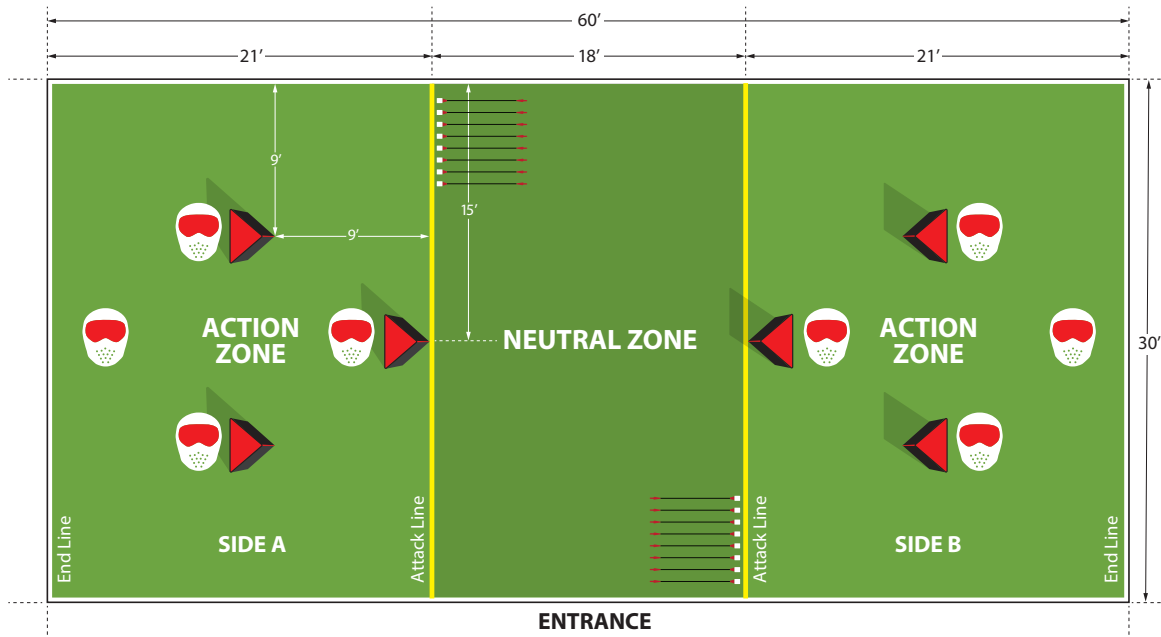 60′
21′
18′
21′
9′
9′
15′
30′
ACTION
ZONE
NEUTRAL ZONE
ACTION
ZONE
End Line
SIDE A
Attack Line
Attack Line
SIDE B
End Line
ENTRANCE